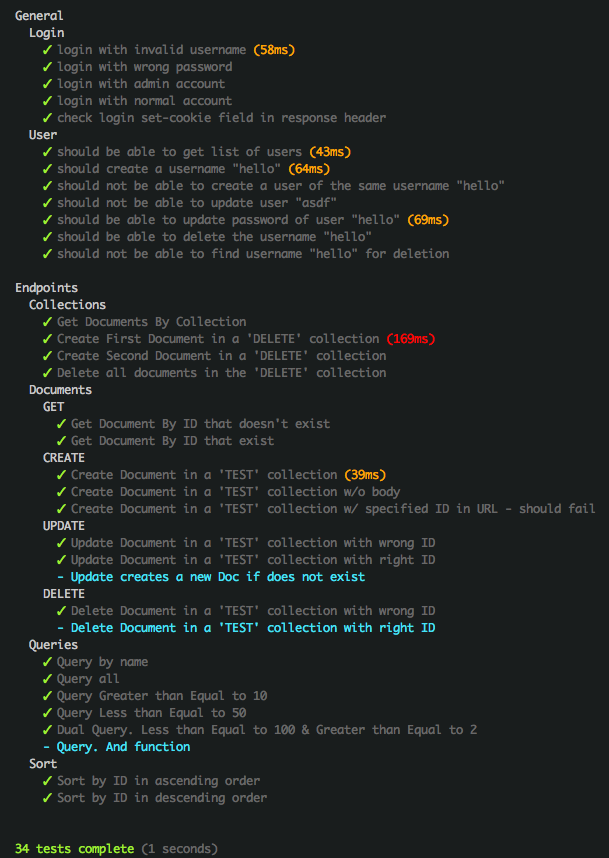 General
Login
✓ login with invalid username (58ms)
✓ login with wrong password
✓ login with admin account
✓ login with normal account
✓ check login set-cookie field in response header
User
✓ should be able to get list of users (43ms)
✓ should create a username "hello" (64ms)
✓ should not be able to create a user of the same username "hello"
✓ should not be able to update user "asdf"
✓ should be able to update password of user "hello" (69ms)
✓ should be able to delete the username "hello"
✓ should not be able to find username "hello" for deletion
Endpoints
Collections
✓ Get Documents By Collection
✓ Create First Document in a 'DELETE' collection (169ms)
✓ Create Second Document in a 'DELETE' collection
✓ Delete all documents in the 'DELETE' collection
Documents
GET
✓ Get Document By ID that doesn't exist
✓ Get Document By ID that exist
CREATE
✓ Create Document in a 'TEST' collection (39ms)
✓ Create Document in a 'TEST' collection w/o body
✓ Create Document in a 'TEST' collection w/ specified ID in URL - should fail
UPDATE
✓ Update Document in a 'TEST' collection with wrong ID
✓ Update Document in a 'TEST' collection with right ID
- Update creates a new Doc if does not exist
DELETE
✓ Delete Document in a 'TEST' collection with wrong ID
- Delete Document in a 'TEST' collection with right ID
Queries
✓ Query by name
✓ Query all
✓ Query Greater than Equal to 10
✓ Query Less than Equal to 50
✓ Dual Query. Less than Equal to 100 & Greater than Equal to 2
- Query. And function
Sort
✓ Sort by ID in ascending order
✓ Sort by ID in descending order
34 tests complete (1 seconds)